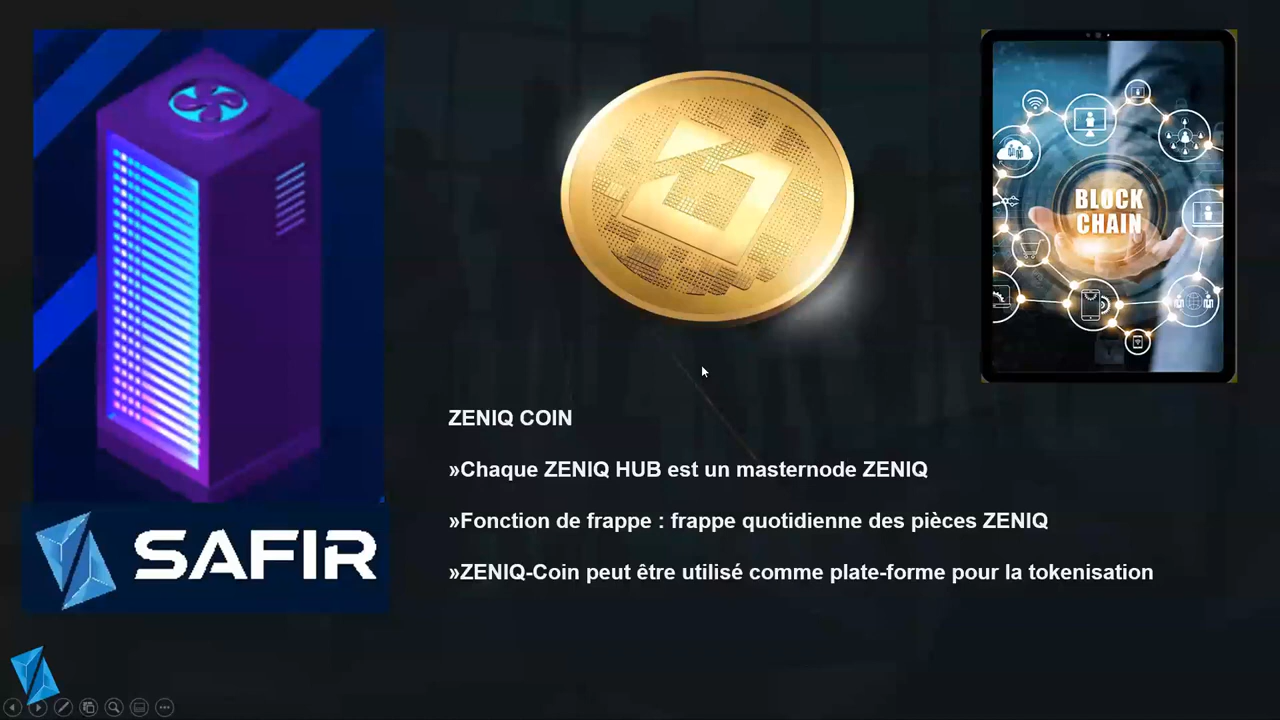 BLOCK
CHAIN
ZENIQ COIN
»Chaque ZENIQ HUB est un masternode ZENIQ
»Fonction de frappe : frappe quotidienne des pièces ZENIQ
»ZENIQ-Coin peut être utilisé comme plate-forme pour la tokenisation
SAFIR